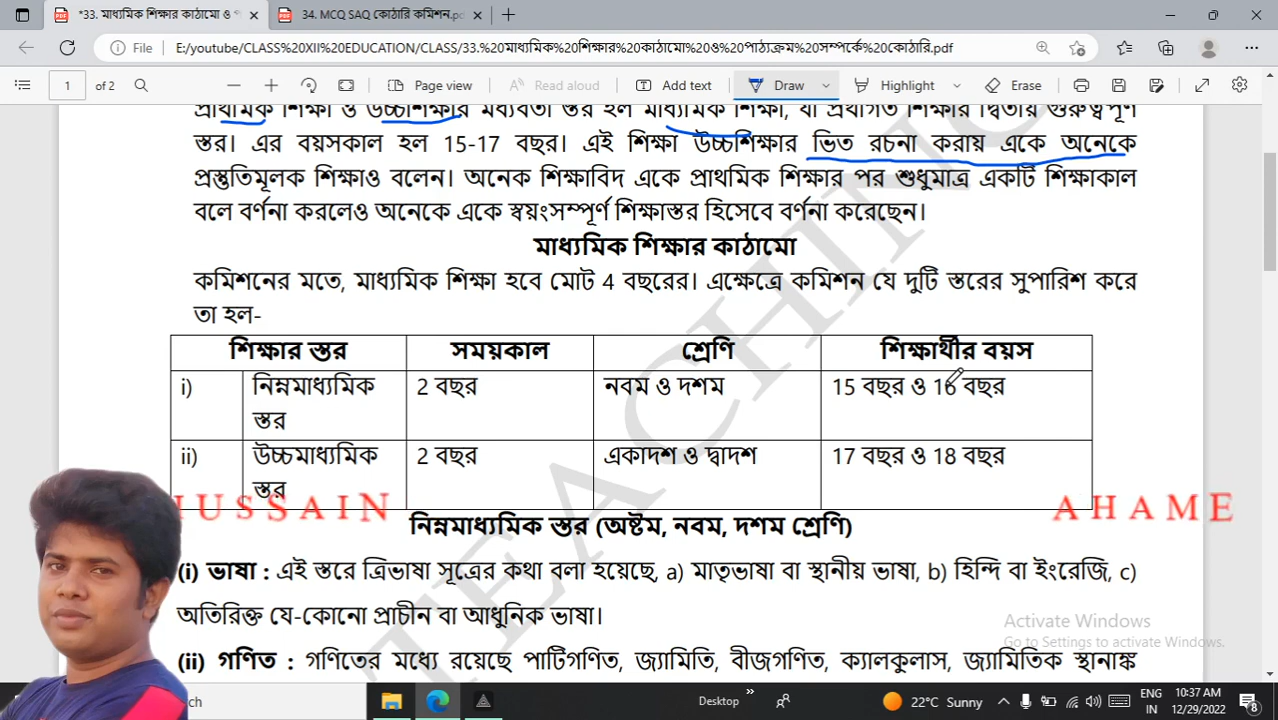 *33. মাধ্যমিক শিক্ষার কাঠামো ও
34. MCQ SAQ কোঠারি কমিশন.pd
File
E:/youtube/CLASS%20XII%20EDUCATION/CLASS/33.%20মাধ্যমিক%20শিক্ষার%20কাঠামো%20ও%20পাঠ্যক্রম%20সম্পর্কে%20কোঠারি.pdf
1 of 2
Page view
Read aloud
Add text
Draw
Highlight
Erase
প্রাথমিক শিক্ষা ও উচ্চশিক্ষার মধ্যবর্তী স্তর হল মাধ্যমিক শিক্ষা, যা প্রথাগত শিক্ষার দ্বিতীয় গুরুত্বপূর্ণ
স্তর। এর বয়সকাল হল 15-17 বছর। এই শিক্ষা উচ্চশিক্ষার ভিত রচনা করায় একে অনেকে
প্রস্তুতিমূলক শিক্ষাও বলেন। অনেক শিক্ষাবিদ একে প্রাথমিক শিক্ষার পর শুধুমাত্র একটি শিক্ষাকাল
বলে বর্ণনা করলেও অনেকে একে স্বয়ংসম্পূর্ণ শিক্ষাস্তর হিসেবে বর্ণনা করেছেন।
মাধ্যমিক শিক্ষার কাঠামো
কমিশনের মতে, মাধ্যমিক শিক্ষা হবে মোট 4 বছরের। এক্ষেত্রে কমিশন যে দুটি স্তরের সুপারিশ করে
তা হল-
শিক্ষার স্তর সময়কাল শ্রেণি শিক্ষার্থীর বয়স
i) নিম্নমাধ্যমিক 2 বছর নবম ও দশম 15 বছর ও 16 বছর
স্তর
ii) উচ্চমাধ্যমিক 2 বছর একাদশ ও দ্বাদশ 17 বছর ও 18 বছর
স্তর
USSAIN AHAME
নিম্নমাধ্যমিক স্তর (অষ্টম, নবম, দশম শ্রেণি)
(i) ভাষা : এই স্তরে ত্রিভাষা সূত্রের কথা বলা হয়েছে, a) মাতৃভাষা বা স্থানীয় ভাষা, b) হিন্দি বা ইংরেজি, c)
অতিরিক্ত যে-কোনো প্রাচীন বা আধুনিক ভাষা।
(ii) গণিত : গণিতের মধ্যে রয়েছে পাটিগণিত, জ্যামিতি, বীজগণিত, ক্যালকুলাস, জ্যামিতিক স্থানাঙ্ক
TEACHING
Activate Windows
Go to Settings to activate Windows.
rch
Desktop
22°C Sunny
ENG
IN
10:37 AM
12/29/2022
8